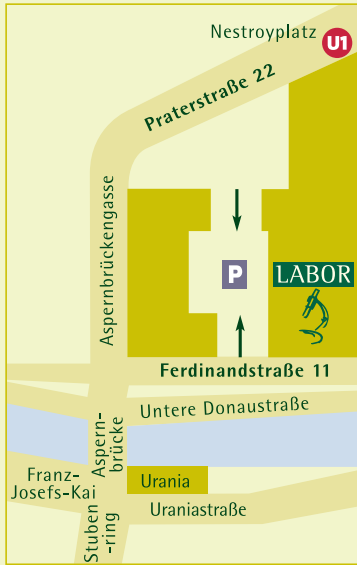 Nestroyplatz
U1
Praterstraße 22
Aspernbrückengasse
P
LABOR
Ferdinandstraße 11
Untere Donaustraße
Aspern-
brücke
Franz-
Josefs-Kai
Urania
Uraniastraße
Stuben
-ring